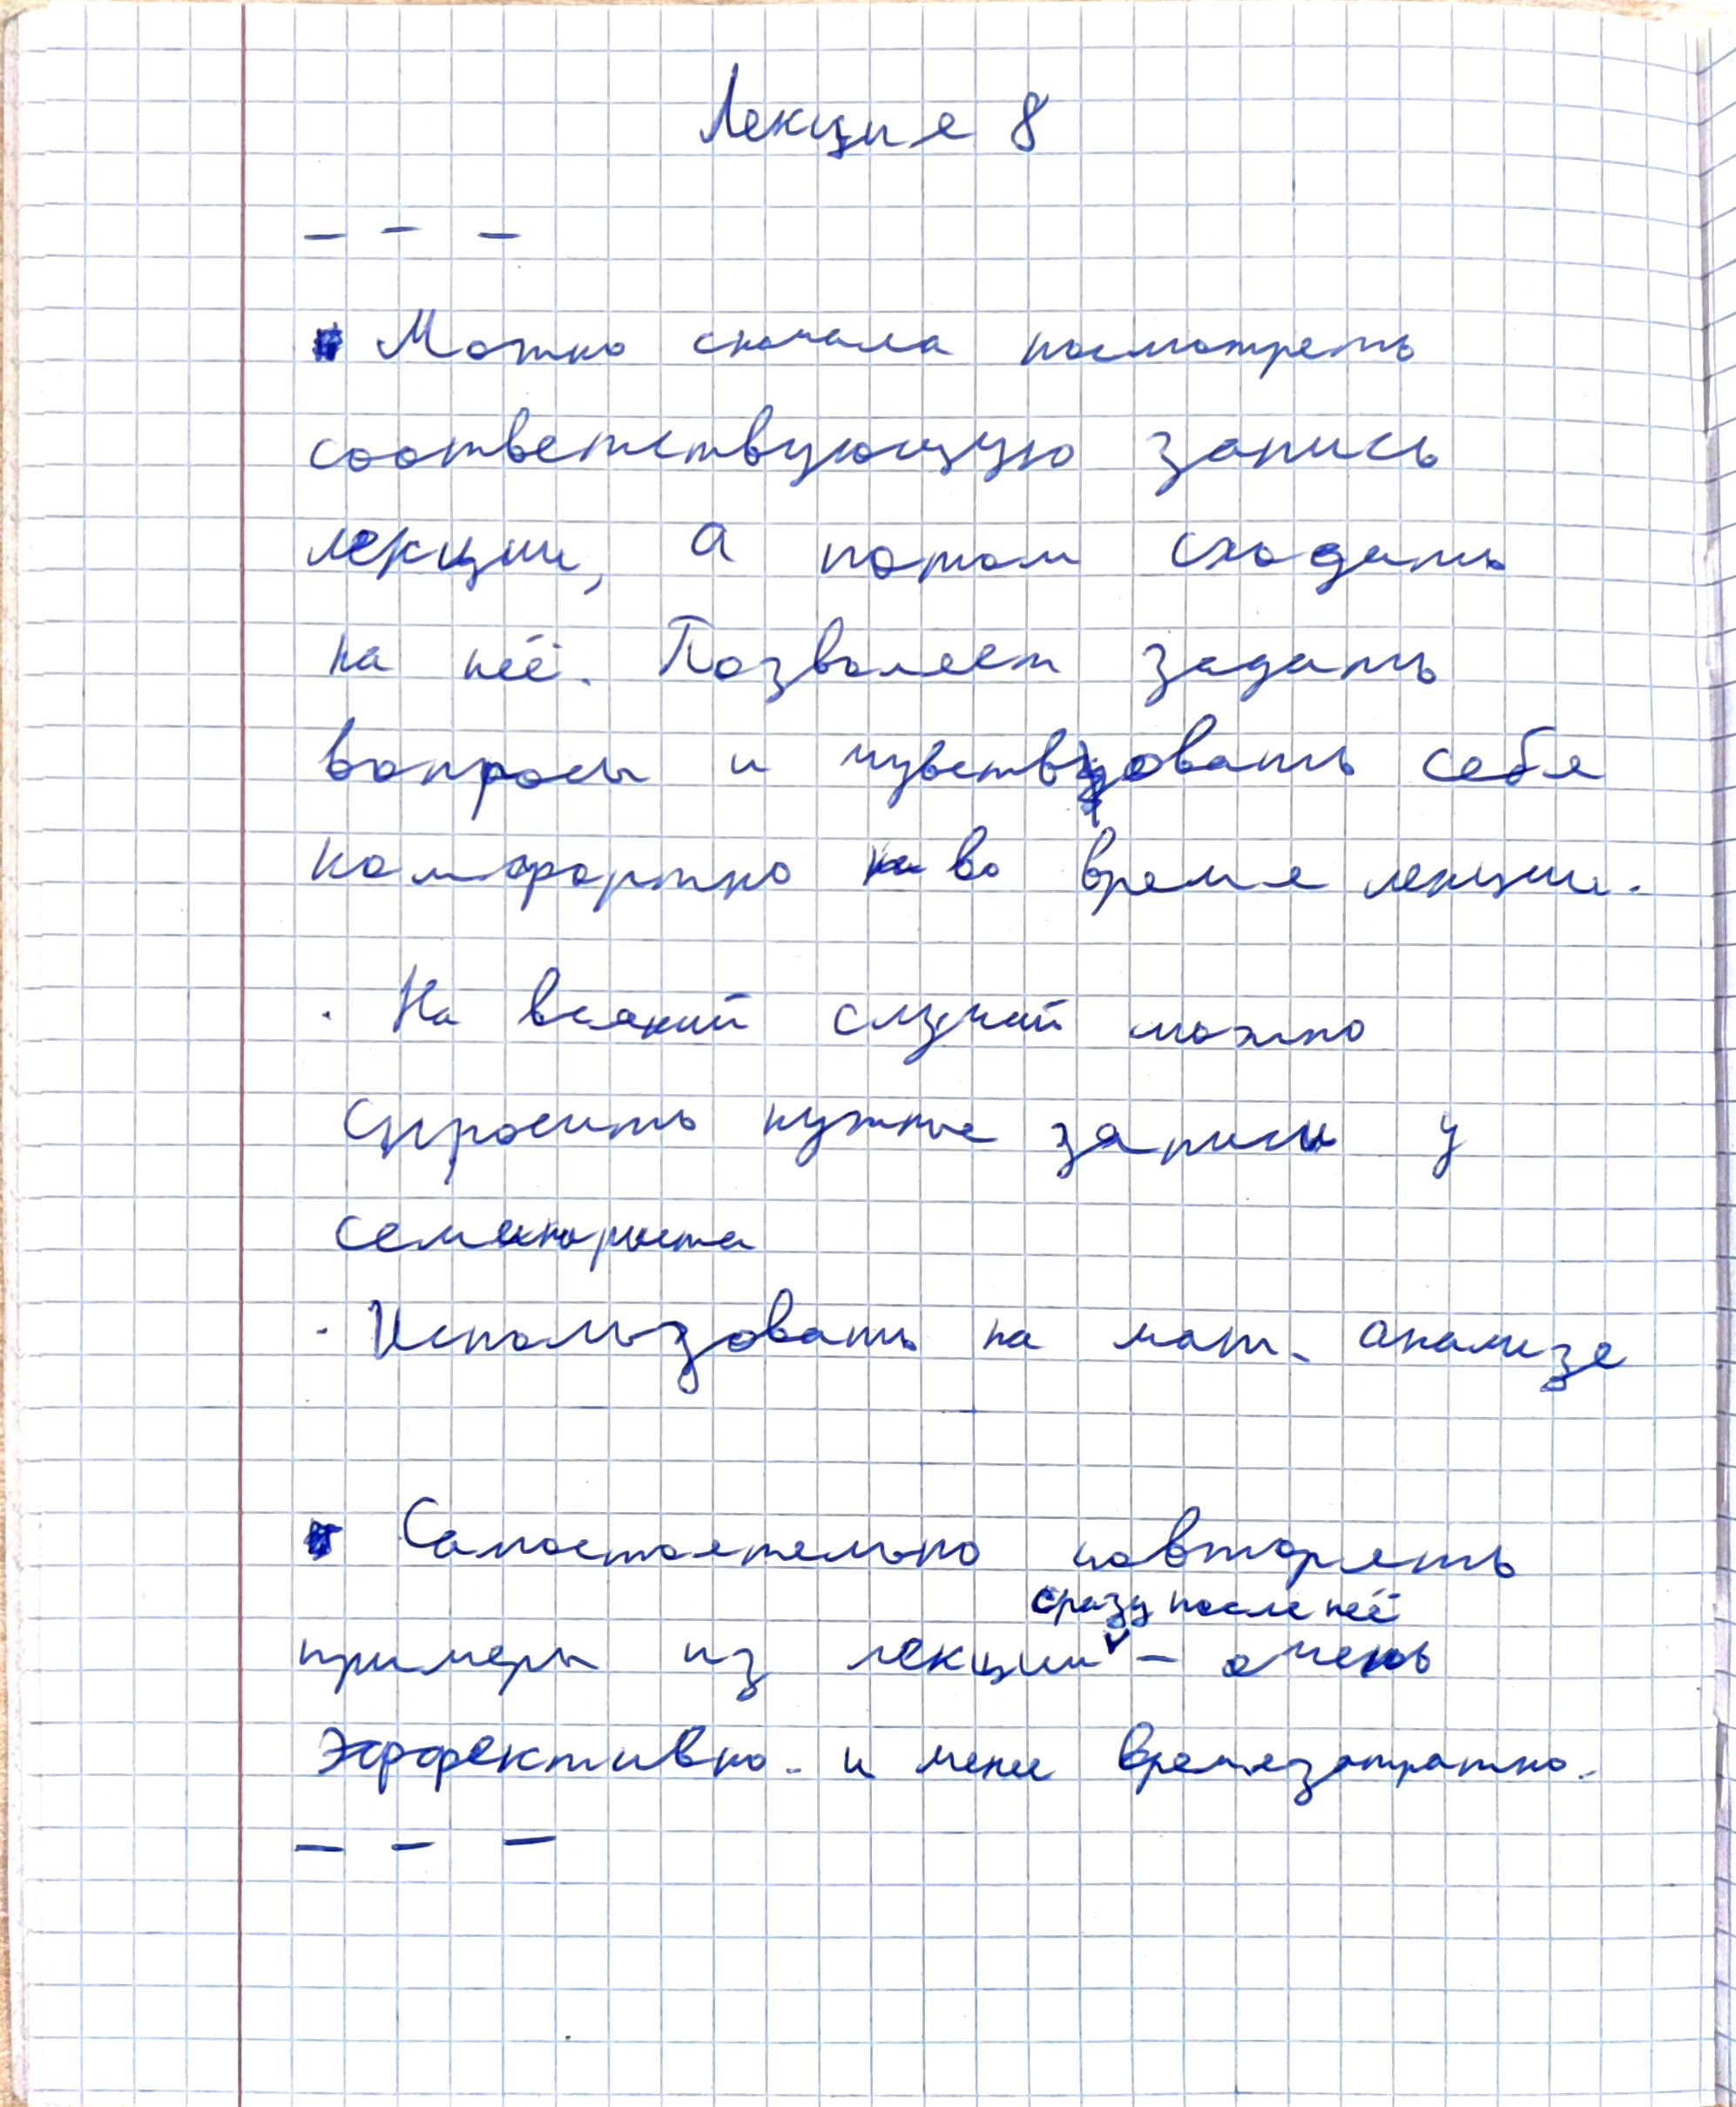 Лекция 8
– – –
Можно сначала посмотреть
соответствующую запись
лекции, а потом сходить
на неё. Позволяет задать
вопросы и чувствовать себя
комфортно во время лекции.
· На всякий случай можно
спросить нужные записи у
семинариста
· Использовать на мат. анализе
Самостоятельно повторять
сразу после неё
примеры из лекции – очень
эффективно. и менее времязатратно.
– – –